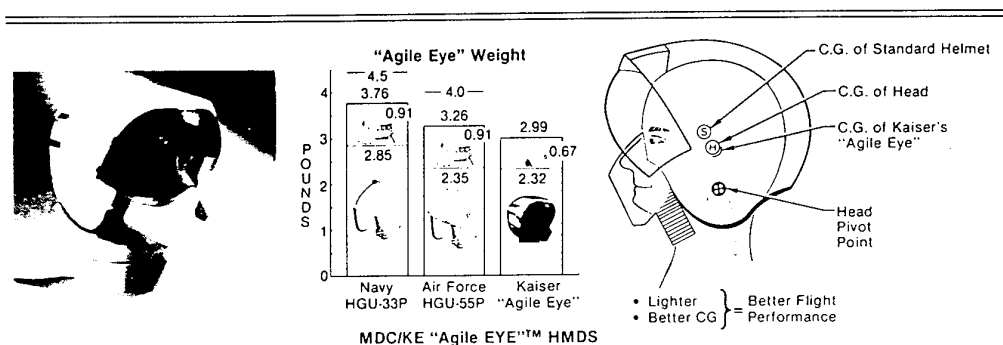 "Agile Eye" Weight
4.5
4.0
3.76
0.91
3.26
0.91
2.99
0.67
2.85
2.35
2.32
4
3
2
1
0
POUNDS
Navy
HGU-33P
Air Force
HGU-55P
Kaiser
"Agile Eye"
MDC/KE "Agile EYE"™ HMDS
C.G. of Standard Helmet
C.G. of Head
C.G. of Kaiser's
"Agile Eye"
S
H
Head
Pivot
Point
• Lighter
• Better CG
} = Better Flight
Performance